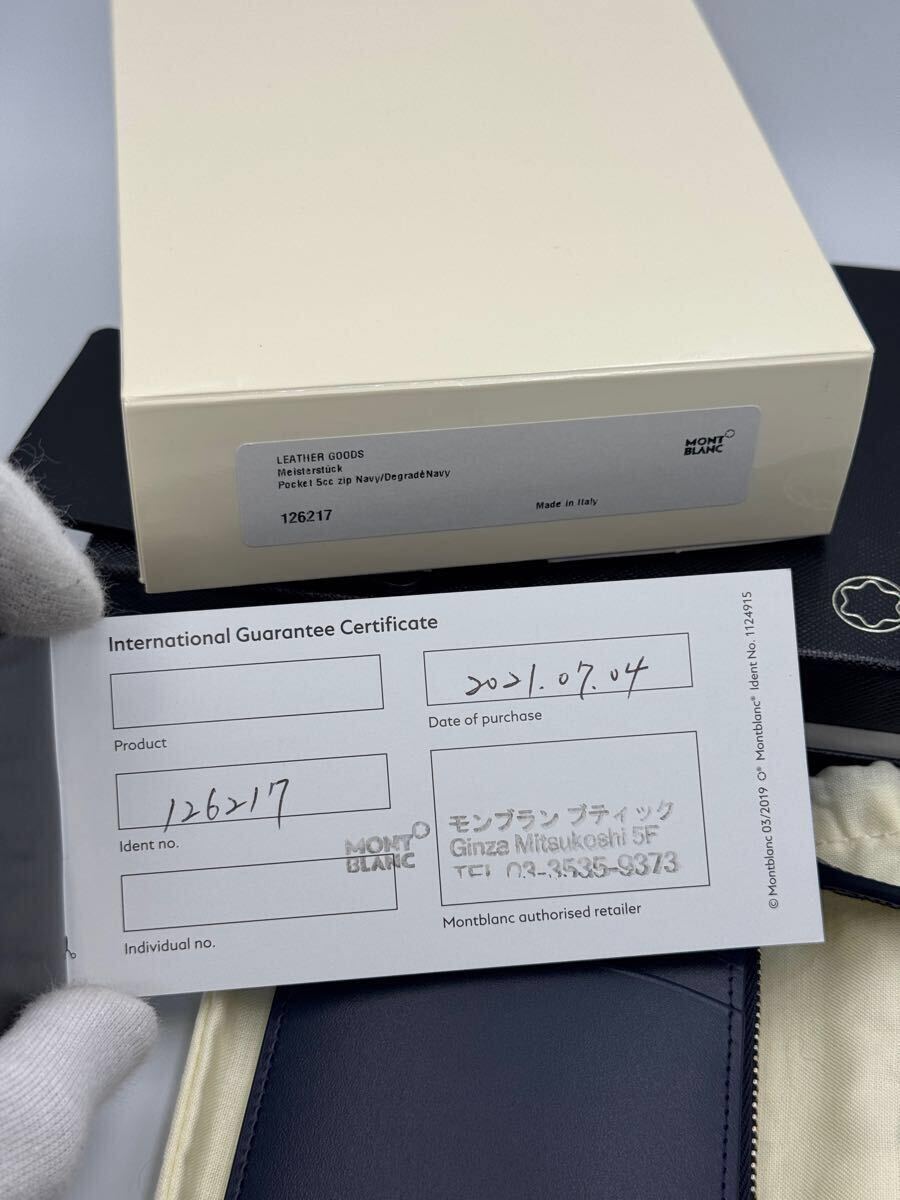 LEATHER GOODS
Meisterstück
Pocket 5cc zip Navy/DegradéNavy
126217
Made in Italy
MONT
BLANC
International Guarantee Certificate
Product
2021.07.04
Date of purchase
126217
Ident no.
MONT
BLANC
モンブラン ブティック
Ginza Mitsukoshi 5F
TEL 03-3535-9373
Montblanc authorised retailer
Individual no.
© Montblanc 03/2019 O® Montblanc® Ident No. 1124915